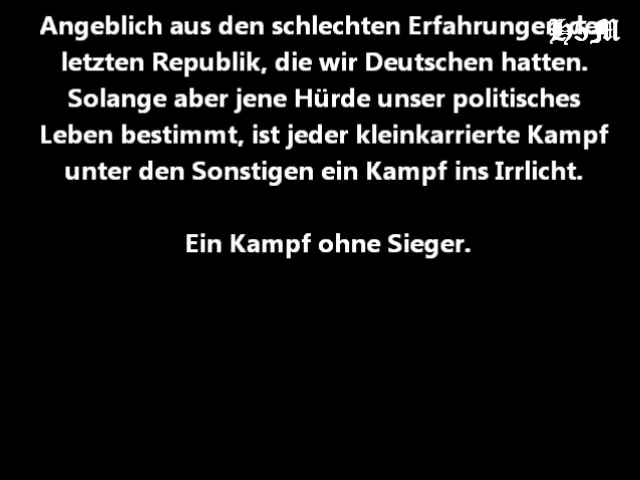 Angeblich aus den schlechten Erfahrungen der
letzten Republik, die wir Deutschen hatten.
Solange aber jene Hürde unser politisches
Leben bestimmt, ist jeder kleinkarrierte Kampf
unter den Sonstigen ein Kampf ins Irrlicht.
Ein Kampf ohne Sieger.